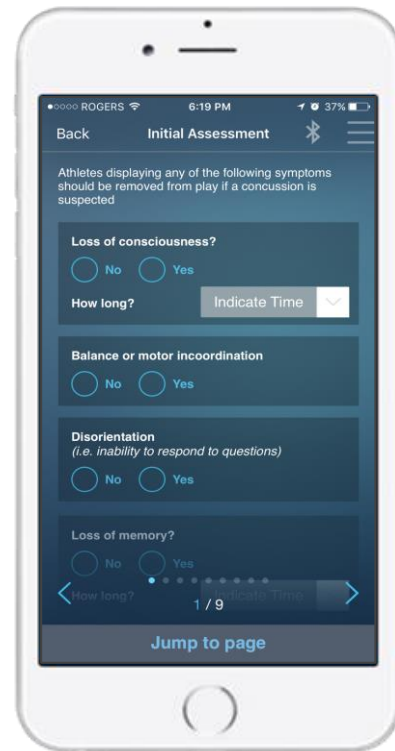 ROGERS 6:19 PM 37%
Back Initial Assessment
Athletes displaying any of the following symptoms
should be removed from play if a concussion is
suspected
Loss of consciousness?
No Yes
How long? Indicate Time
Balance or motor incoordination
No Yes
Disorientation
(i.e. inability to respond to questions)
No Yes
Loss of memory?
No Yes
How long? Indicate Time
1 / 9
Jump to page